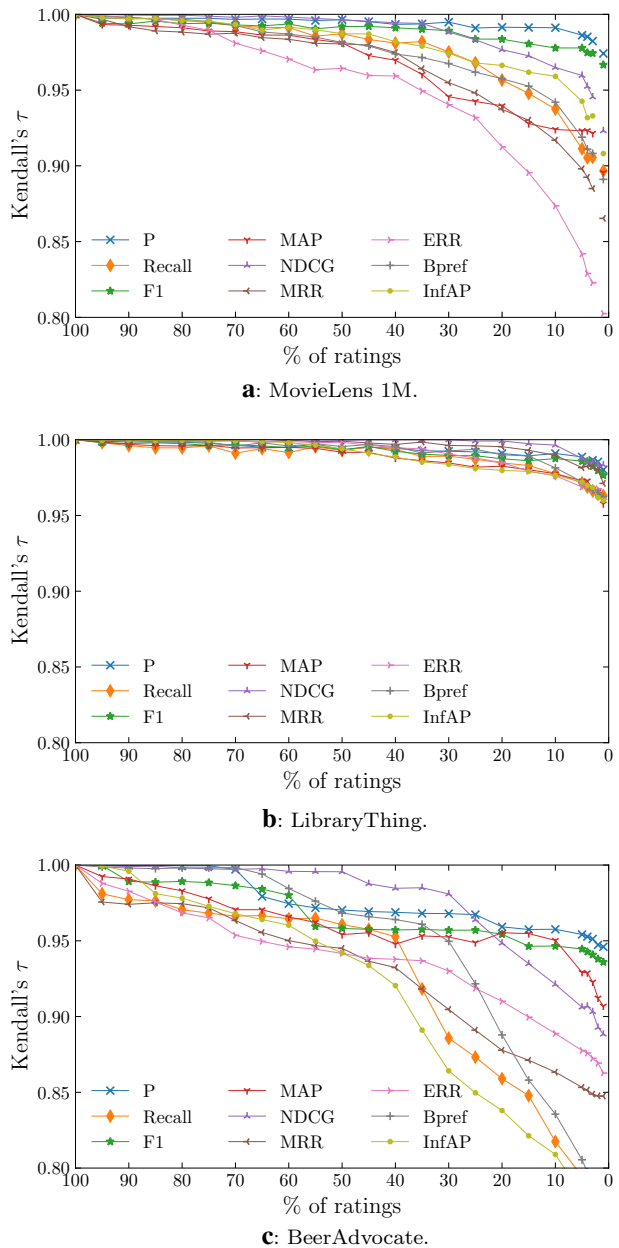 1.00
0.95
0.90
0.85
0.80
Kendall's τ
P
Recall
F1
MAP
NDCG
MRR
ERR
Bpref
InfAP
100 90 80 70 60 50 40 30 20 10 0
% of ratings
a: MovieLens 1M.
1.00
0.95
0.90
0.85
0.80
Kendall's τ
P
Recall
F1
MAP
NDCG
MRR
ERR
Bpref
InfAP
100 90 80 70 60 50 40 30 20 10 0
% of ratings
b: LibraryThing.
1.00
0.95
0.90
0.85
0.80
Kendall's τ
P
Recall
F1
MAP
NDCG
MRR
ERR
Bpref
InfAP
100 90 80 70 60 50 40 30 20 10 0
% of ratings
c: BeerAdvocate.